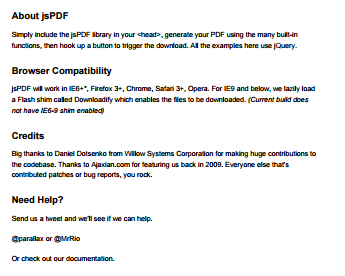 About jsPDF
Simply include the jsPDF library in your <head>, generate your PDF using the many built-in
functions, then hook up a button to trigger the download. All the examples here use jQuery.
Browser Compatibility
jsPDF will work in IE6+*, Firefox 3+, Chrome, Safari 3+, Opera. For IE9 and below, we lazily load
a Flash shim called Downloadify which enables the files to be downloaded. (Current build does
not have IE6-9 shim enabled)
Credits
Big thanks to Daniel Dotsenko from Willow Systems Corporation for making huge contributions to
the codebase. Thanks to Ajaxian.com for featuring us back in 2009. Everyone else that's
contributed patches or bug reports, you rock.
Need Help?
Send us a tweet and we'll see if we can help.
@parallax or @MrRio
Or check out our documentation.